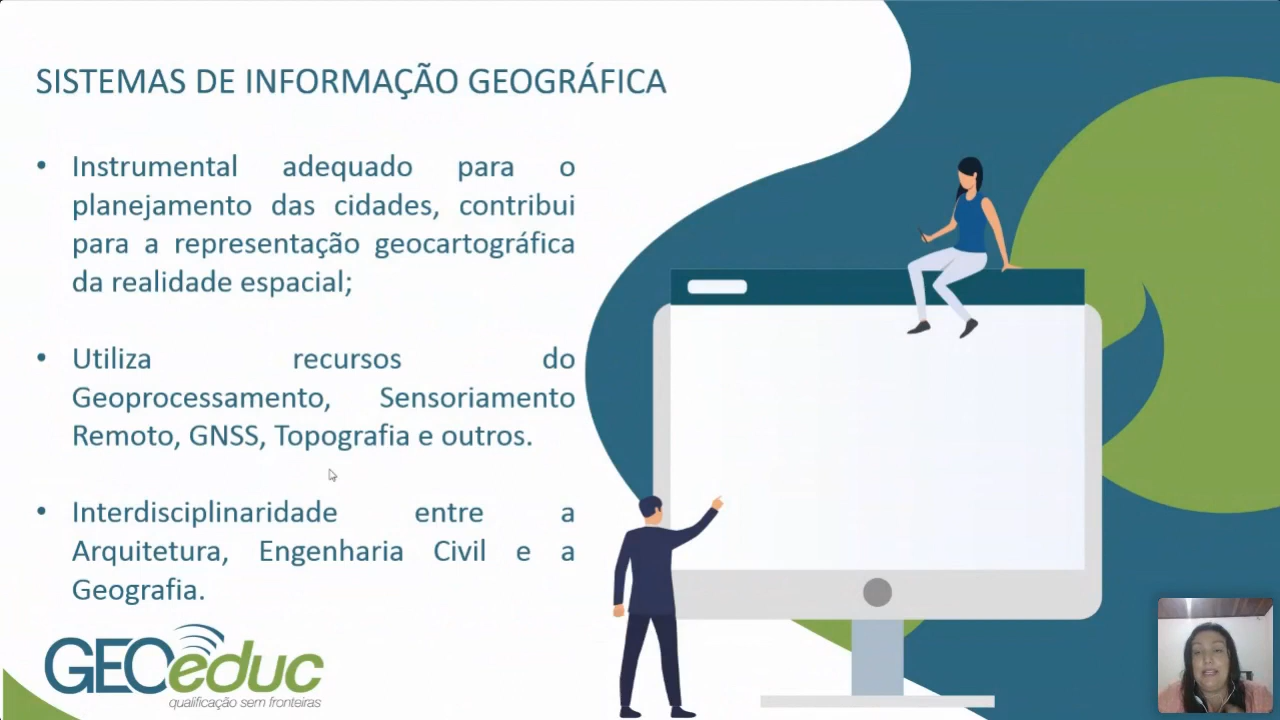 SISTEMAS DE INFORMAÇÃO GEOGRÁFICA
• Instrumental adequado para o
planejamento das cidades, contribui
para a representação geocartográfica
da realidade espacial;
• Utiliza recursos do
Geoprocessamento, Sensoriamento
Remoto, GNSS, Topografia e outros.
• Interdisciplinaridade entre a
Arquitetura, Engenharia Civil e a
Geografia.
GEOeduc
qualificação sem fronteiras